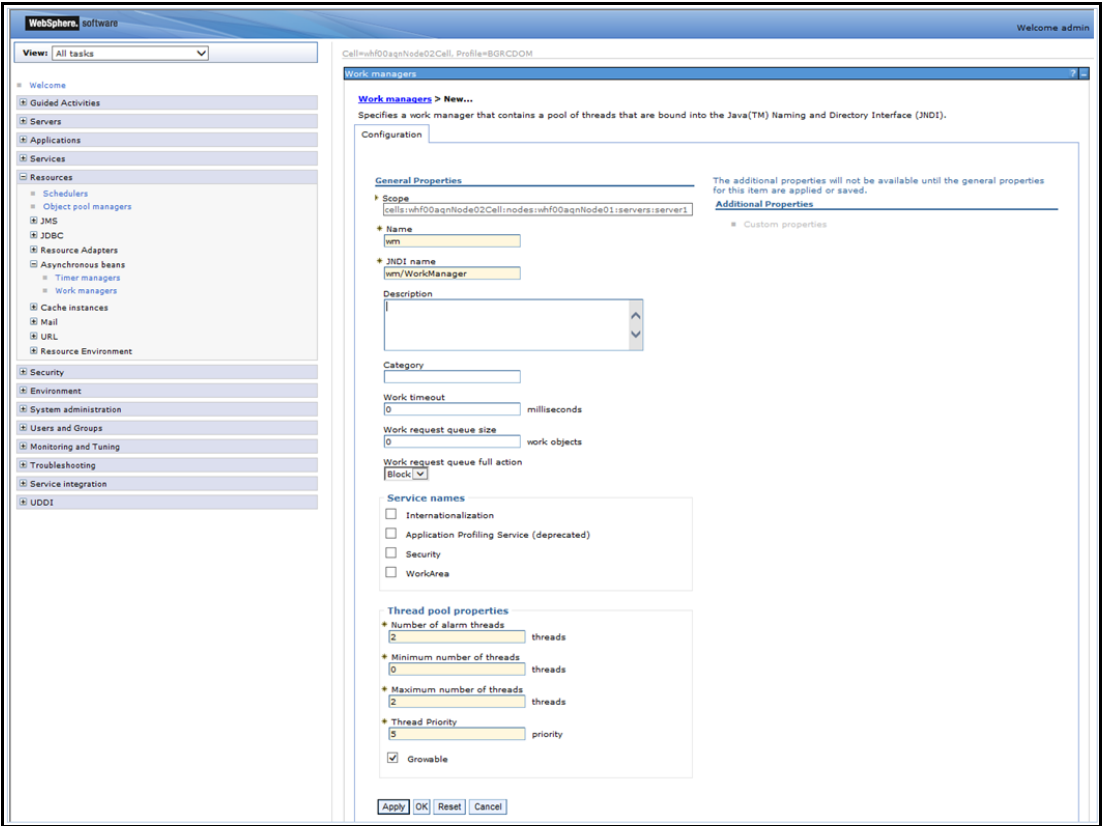 WebSphere. software
Welcome admin
View: All tasks
Cell=whf00aqnNode02Cell, Profile=BGRCDOM
Work managers
? -
Welcome
Guided Activities
Servers
Applications
Services
Resources
Schedulers
Object pool managers
JMS
JDBC
Resource Adapters
Asynchronous beans
Timer managers
Work managers
Cache instances
Mail
URL
Resource Environment
Security
Environment
System administration
Users and Groups
Monitoring and Tuning
Troubleshooting
Service integration
UDDI
Work managers > New...
Specifies a work manager that contains a pool of threads that are bound into the Java(TM) Naming and Directory Interface (JNDI).
Configuration
General Properties
Scope
cells:whf00aqnNode02Cell:nodes:whf00aqnNode01:servers:server1
Name
wm
JNDI name
wm/WorkManager
Description
Category
Work timeout
0 milliseconds
Work request queue size
0 work objects
Work request queue full action
Block
Service names
Internationalization
Application Profiling Service (deprecated)
Security
WorkArea
Thread pool properties
Number of alarm threads
2 threads
Minimum number of threads
0 threads
Maximum number of threads
2 threads
Thread Priority
5 priority
Growable
Apply OK Reset Cancel
The additional properties will not be available until the general properties
for this item are applied or saved.
Additional Properties
Custom properties